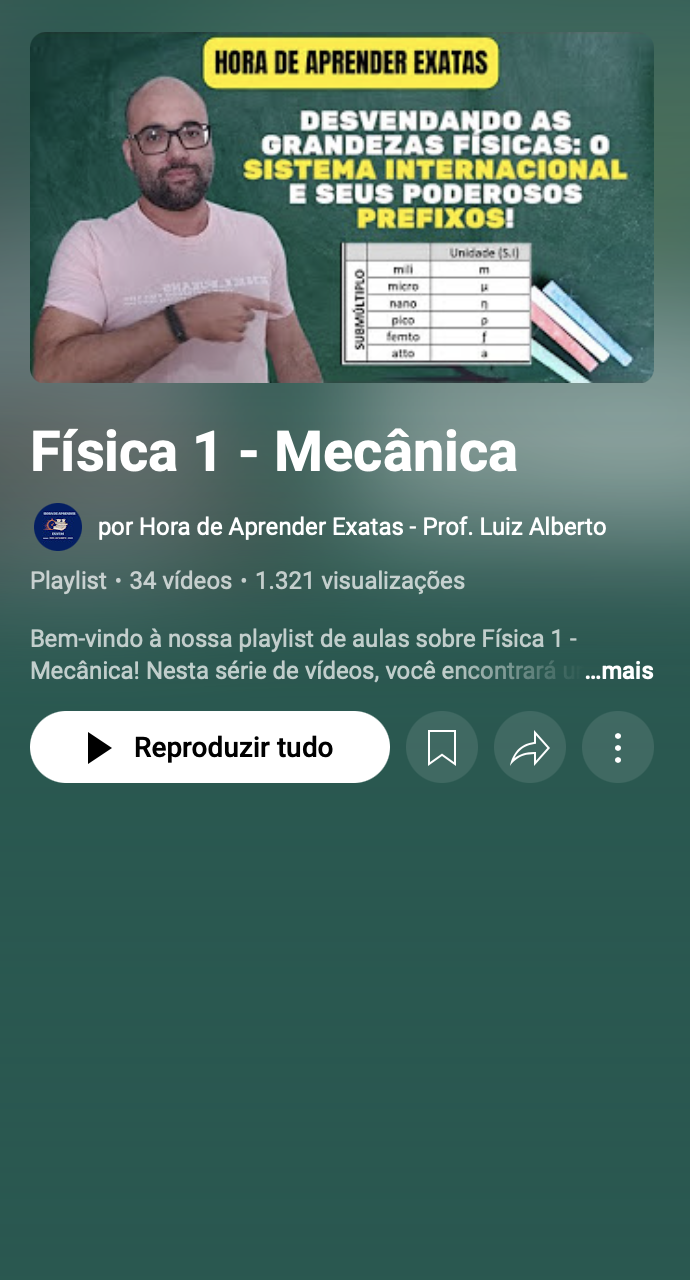 HORA DE APRENDER EXATAS
DESVENDANDO AS
GRANDEZAS FÍSICAS: O
SISTEMA INTERNACIONAL
E SEUS PODEROSOS
PREFIXOS!
Unidade (S.I)
SUBMÚLTIPLO
mili m
micro μ
nano η
pico ρ
femto f
atto a
Física 1 - Mecânica
por Hora de Aprender Exatas - Prof. Luiz Alberto
Playlist • 34 vídeos • 1.321 visualizações
Bem-vindo à nossa playlist de aulas sobre Física 1 -
Mecânica! Nesta série de vídeos, você encontrará ...mais
Reproduzir tudo